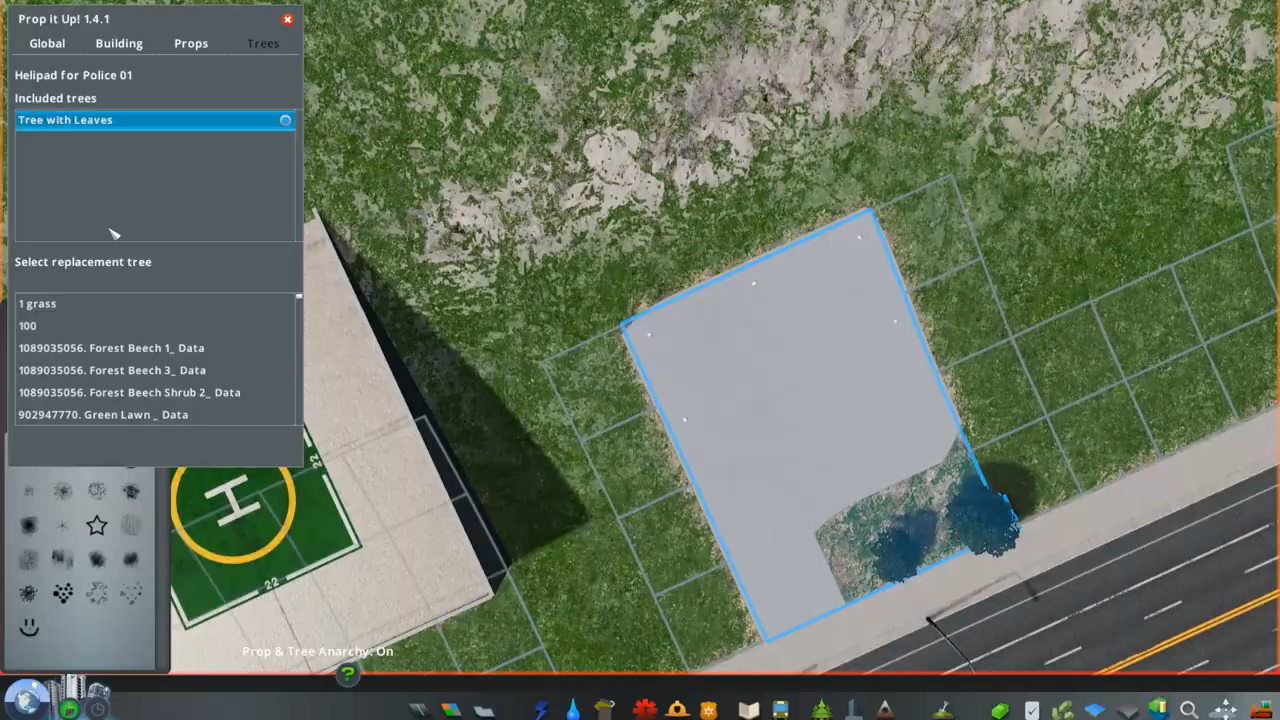 Prop it Up! 1.4.1
Global Building Props Trees
Helipad for Police 01
Included trees
Tree with Leaves
Select replacement tree
1 grass
100
1089035056. Forest Beech 1_ Data
1089035056. Forest Beech 3_ Data
1089035056. Forest Beech Shrub 2_ Data
902947770. Green Lawn _ Data
22
H
22
Prop & Tree Anarchy: On
?